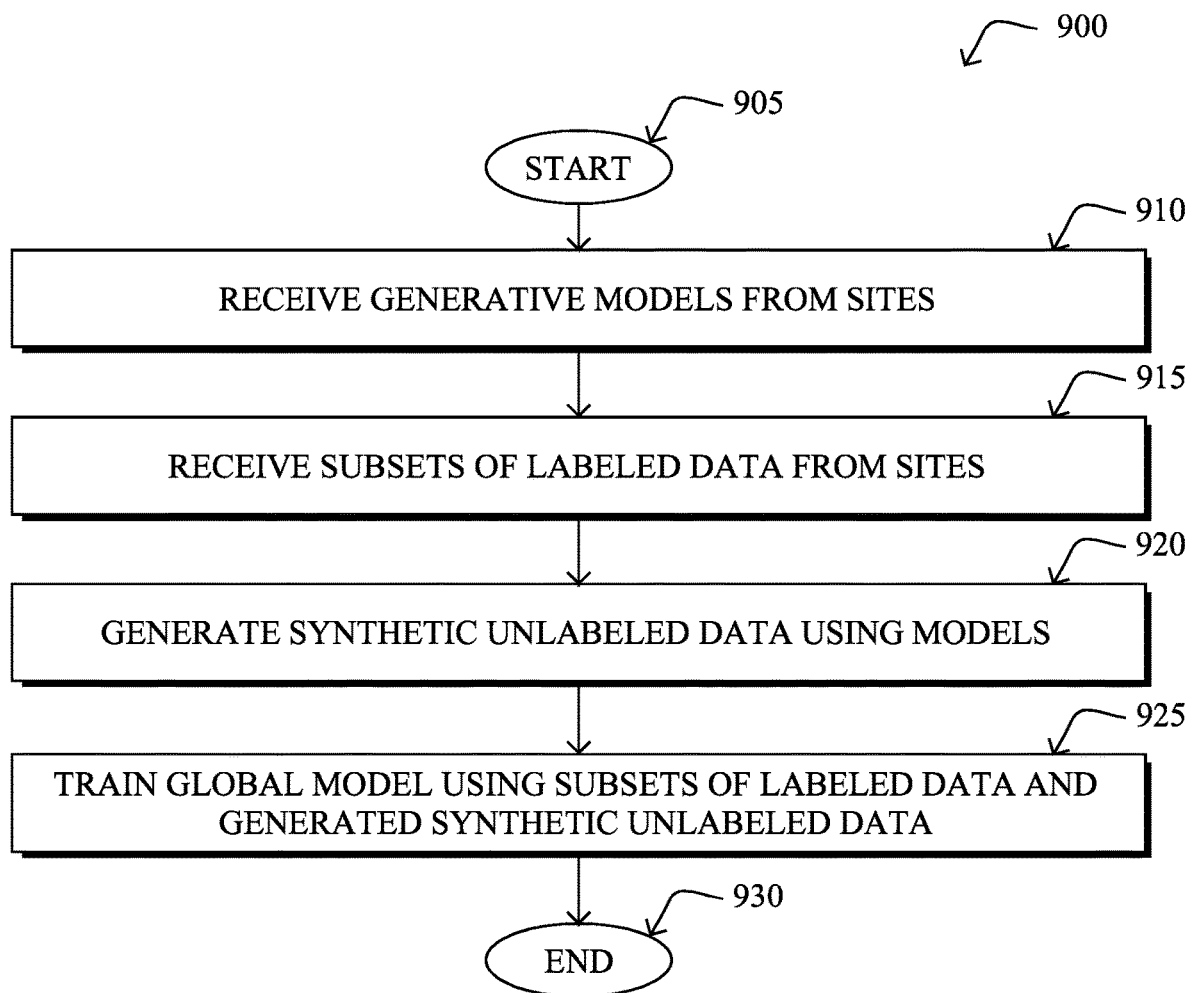 900
905
START
910
RECEIVE GENERATIVE MODELS FROM SITES
915
RECEIVE SUBSETS OF LABELED DATA FROM SITES
920
GENERATE SYNTHETIC UNLABELED DATA USING MODELS
925
TRAIN GLOBAL MODEL USING SUBSETS OF LABELED DATA AND
GENERATED SYNTHETIC UNLABELED DATA
930
END